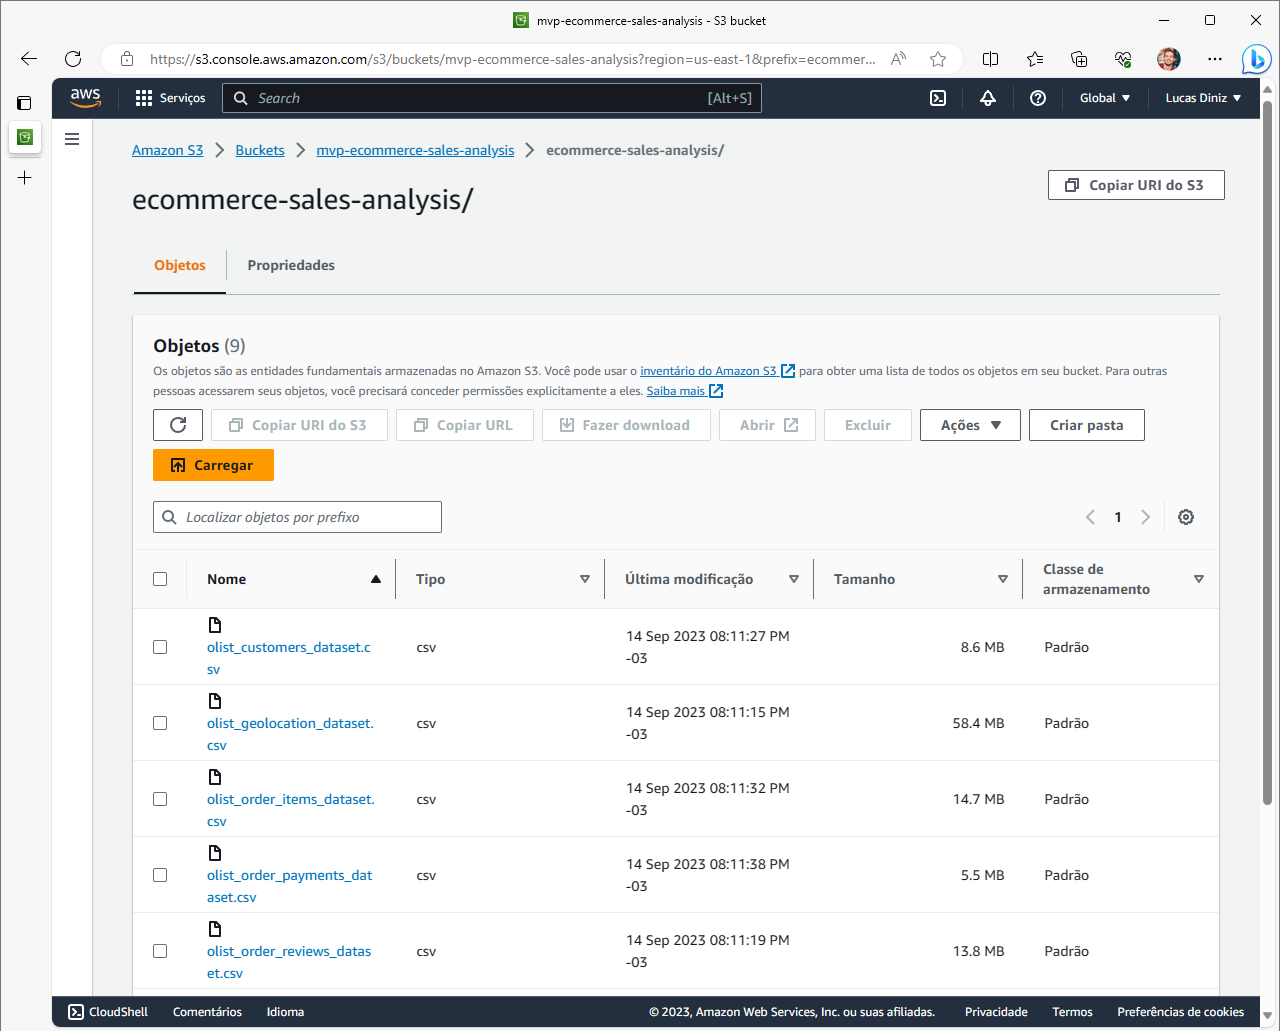 mvp-ecommerce-sales-analysis - S3 bucket
https://s3.console.aws.amazon.com/s3/buckets/mvp-ecommerce-sales-analysis?region=us-east-1&prefix=ecommer...
aws Serviços Search [Alt+S] Global Lucas Diniz
Amazon S3 Buckets mvp-ecommerce-sales-analysis ecommerce-sales-analysis/
ecommerce-sales-analysis/
Copiar URI do S3
Objetos Propriedades
Objetos (9)
Os objetos são as entidades fundamentais armazenadas no Amazon S3. Você pode usar o inventário do Amazon S3 para obter uma lista de todos os objetos em seu bucket. Para outras
pessoas acessarem seus objetos, você precisará conceder permissões explicitamente a eles. Saiba mais
Copiar URI do S3 Copiar URL Fazer download Abrir Excluir Ações Criar pasta
Carregar
Localizar objetos por prefixo
1
Nome Tipo Última modificação Tamanho Classe de
armazenamento
olist_customers_dataset.c
sv
csv
14 Sep 2023 08:11:27 PM
-03
8.6 MB
Padrão
olist_geolocation_dataset.
csv
csv
14 Sep 2023 08:11:15 PM
-03
58.4 MB
Padrão
olist_order_items_dataset.
csv
csv
14 Sep 2023 08:11:32 PM
-03
14.7 MB
Padrão
olist_order_payments_dat
aset.csv
csv
14 Sep 2023 08:11:38 PM
-03
5.5 MB
Padrão
olist_order_reviews_datas
et.csv
csv
14 Sep 2023 08:11:19 PM
-03
13.8 MB
Padrão
CloudShell Comentários Idioma © 2023, Amazon Web Services, Inc. ou suas afiliadas. Privacidade Termos Preferências de cookies